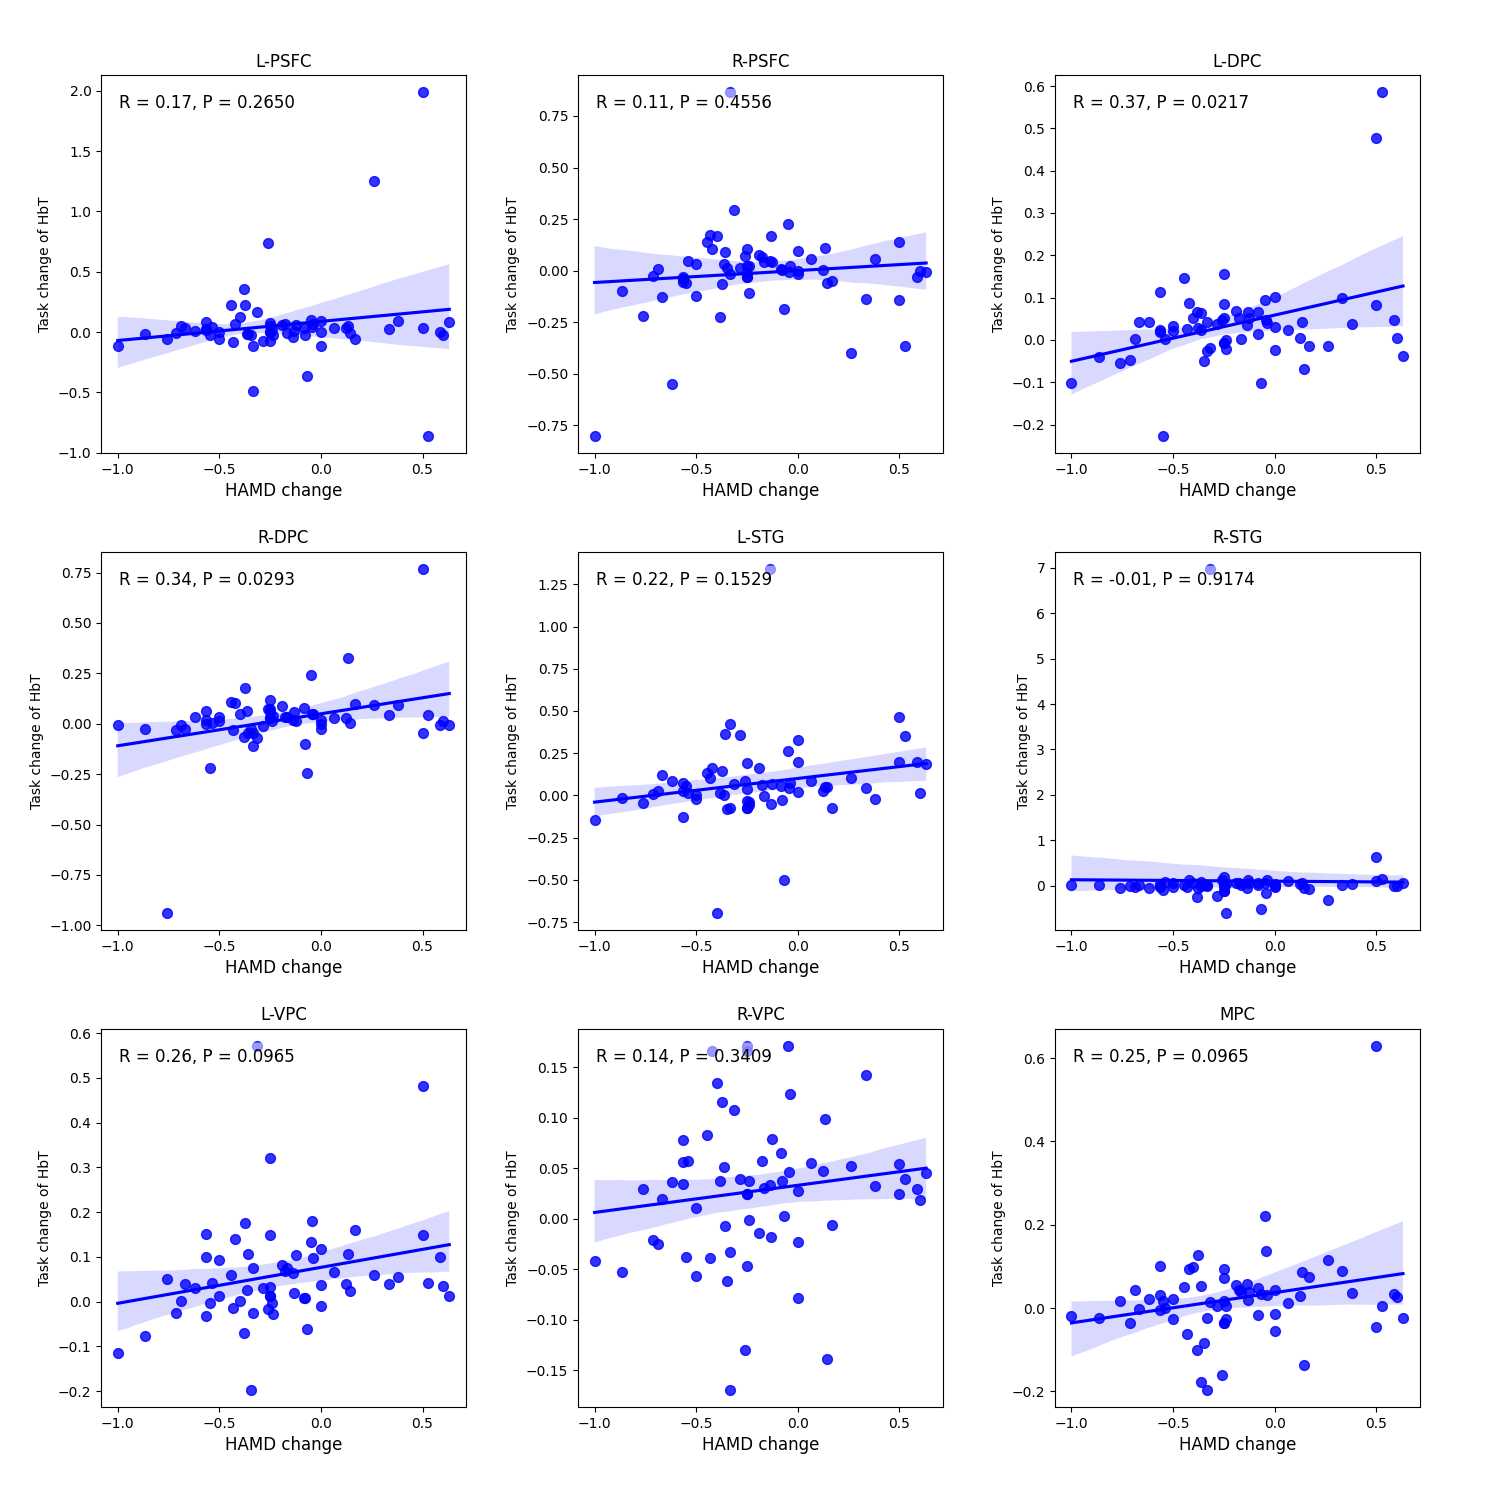 L-PSFC
R = 0.17, P = 0.2650
Task change of HbT
2.0
1.5
1.0
0.5
0.0
−0.5
−1.0
−1.0 −0.5 0.0 0.5
HAMD change
R-PSFC
R = 0.11, P = 0.4556
Task change of HbT
0.75
0.50
0.25
0.00
−0.25
−0.50
−0.75
−1.0 −0.5 0.0 0.5
HAMD change
L-DPC
R = 0.37, P = 0.0217
Task change of HbT
0.6
0.5
0.4
0.3
0.2
0.1
0.0
−0.1
−0.2
−1.0 −0.5 0.0 0.5
HAMD change
R-DPC
R = 0.34, P = 0.0293
Task change of HbT
0.75
0.50
0.25
0.00
−0.25
−0.50
−0.75
−1.00
−1.0 −0.5 0.0 0.5
HAMD change
L-STG
R = 0.22, P = 0.1529
Task change of HbT
1.25
1.00
0.75
0.50
0.25
0.00
−0.25
−0.50
−0.75
−1.0 −0.5 0.0 0.5
HAMD change
R-STG
R = -0.01, P = 0.9174
Task change of HbT
7
6
5
4
3
2
1
0
−1.0 −0.5 0.0 0.5
HAMD change
L-VPC
R = 0.26, P = 0.0965
Task change of HbT
0.6
0.5
0.4
0.3
0.2
0.1
0.0
−0.1
−0.2
−1.0 −0.5 0.0 0.5
HAMD change
R-VPC
R = 0.14, P = 0.3409
Task change of HbT
0.15
0.10
0.05
0.00
−0.05
−0.10
−0.15
−1.0 −0.5 0.0 0.5
HAMD change
MPC
R = 0.25, P = 0.0965
Task change of HbT
0.6
0.4
0.2
0.0
−0.2
−1.0 −0.5 0.0 0.5
HAMD change